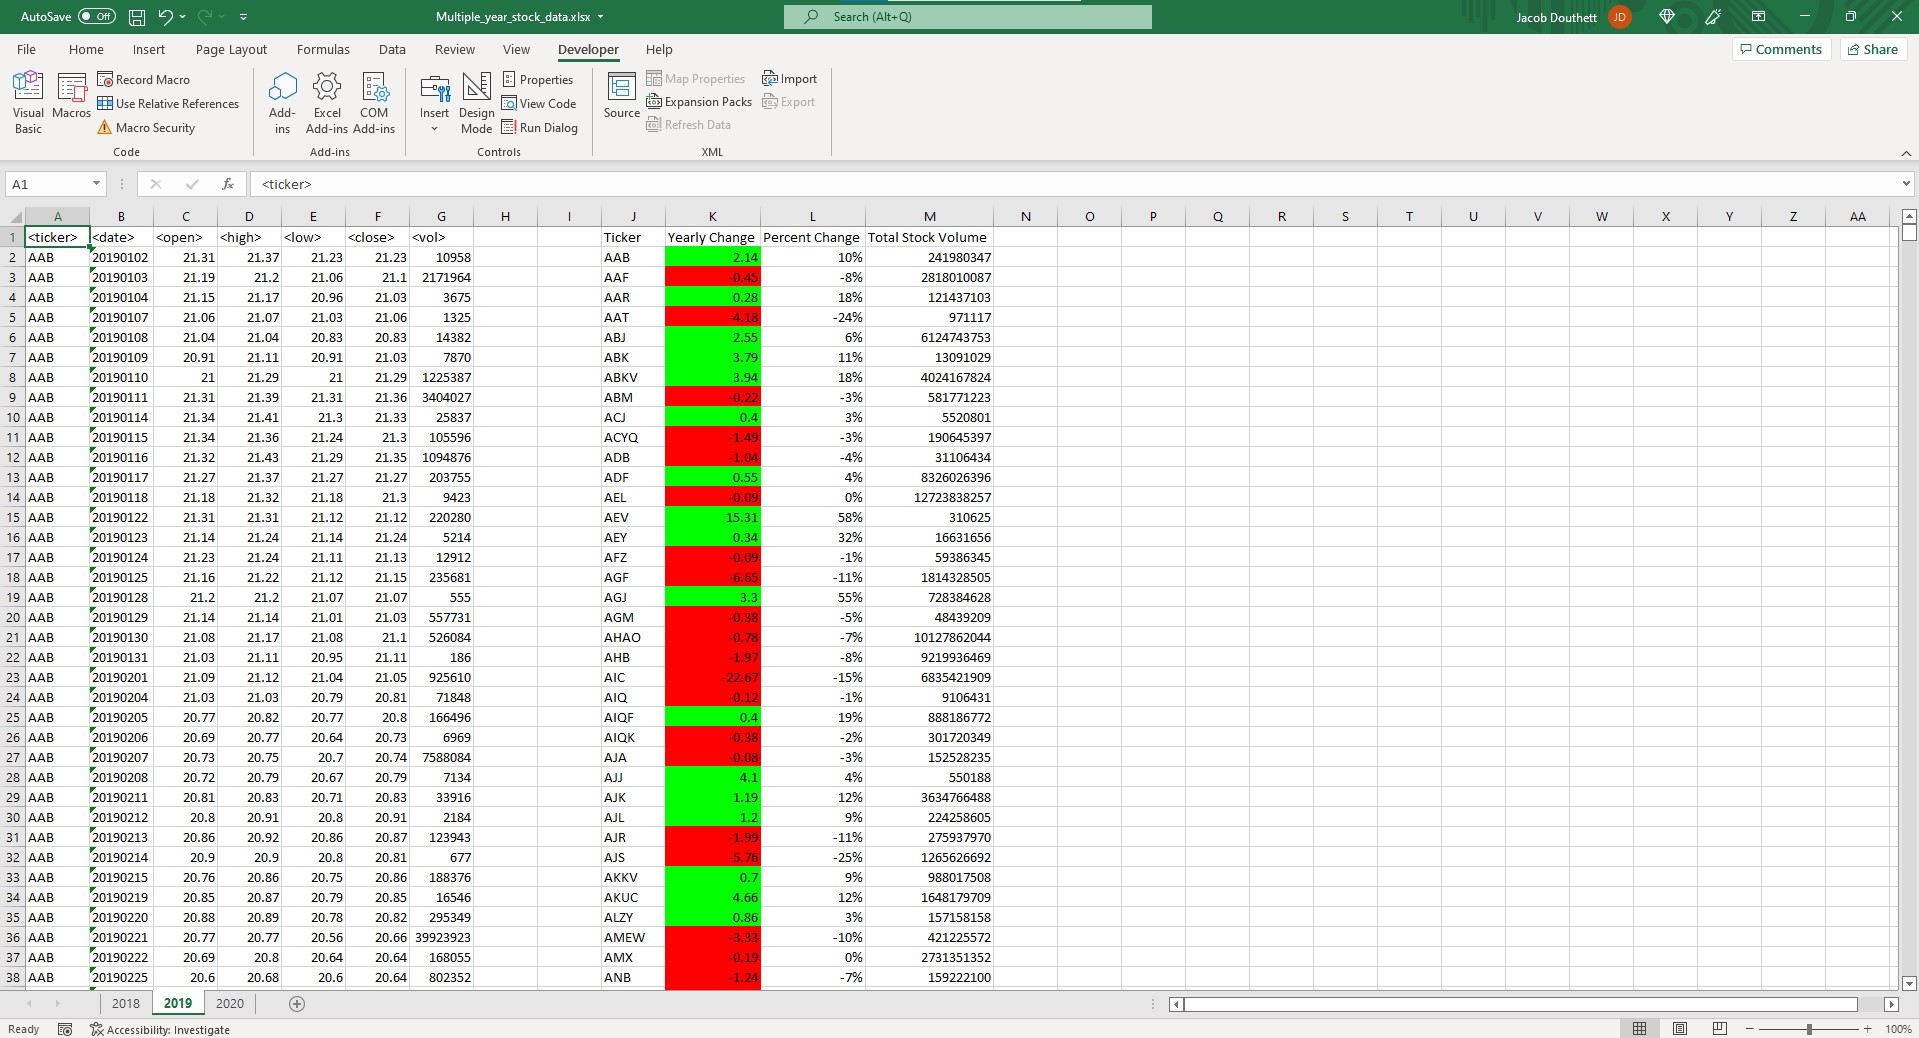 AutoSave Off Multiple_year_stock_data.xlsx Search (Alt+Q) Jacob Douthett JD
File Home Insert Page Layout Formulas Data Review View Developer Help Comments Share
Visual Basic Macros Record Macro Use Relative References Macro Security
Add-ins Excel Add-ins COM Add-ins
Insert Design Mode Properties View Code Run Dialog
Source Map Properties Expansion Packs Refresh Data Import Export
Code Add-ins Controls XML
A1 fx <ticker>
A B C D E F G H I J K L M N O P Q R S T U V W X Y Z AA
1 <ticker> <date> <open> <high> <low> <close> <vol> Ticker Yearly Change Percent Change Total Stock Volume
2 AAB 20190102 21.31 21.37 21.23 21.23 10958 AAB 2.14 10% 241980347
3 AAB 20190103 21.19 21.2 21.06 21.1 2171964 AAF -0.45 -8% 2818010087
4 AAB 20190104 21.15 21.17 20.96 21.03 3675 AAR 0.28 18% 121437103
5 AAB 20190107 21.06 21.07 21.03 21.06 1325 AAT -4.18 -24% 971117
6 AAB 20190108 21.04 21.04 20.83 20.83 14382 ABJ 2.55 6% 6124743753
7 AAB 20190109 20.91 21.11 20.91 21.03 7870 ABK 3.79 11% 13091029
8 AAB 20190110 21 21.29 21 21.29 1225387 ABKV 3.94 18% 4024167824
9 AAB 20190111 21.31 21.39 21.31 21.36 3404027 ABM -0.22 -3% 581771223
10 AAB 20190114 21.34 21.41 21.3 21.33 25837 ACJ 0.4 3% 5520801
11 AAB 20190115 21.34 21.36 21.24 21.3 105596 ACYQ -1.49 -3% 190645397
12 AAB 20190116 21.32 21.43 21.29 21.35 1094876 ADB -1.04 -4% 31106434
13 AAB 20190117 21.27 21.37 21.27 21.27 203755 ADF 0.55 4% 8326026396
14 AAB 20190118 21.18 21.32 21.18 21.3 9423 AEL -0.09 0% 12723838257
15 AAB 20190122 21.31 21.31 21.12 21.12 220280 AEV 15.31 58% 310625
16 AAB 20190123 21.14 21.24 21.14 21.24 5214 AEY 0.34 32% 16631656
17 AAB 20190124 21.23 21.24 21.11 21.13 12912 AFZ -0.09 -1% 59386345
18 AAB 20190125 21.16 21.22 21.12 21.15 235681 AGF -6.65 -11% 1814328505
19 AAB 20190128 21.2 21.2 21.07 21.07 555 AGJ 3.3 55% 728384628
20 AAB 20190129 21.14 21.14 21.01 21.03 557731 AGM -0.38 -5% 48439209
21 AAB 20190130 21.08 21.17 21.08 21.1 526084 AHAO -0.78 -7% 10127862044
22 AAB 20190131 21.03 21.11 20.95 21.11 186 AHB -1.97 -8% 9219936469
23 AAB 20190201 21.09 21.12 21.04 21.05 925610 AIC -22.67 -15% 6835421909
24 AAB 20190204 21.03 21.03 20.79 20.81 71848 AIQ -0.12 -1% 9106431
25 AAB 20190205 20.77 20.82 20.77 20.8 166496 AIQF 0.4 19% 888186772
26 AAB 20190206 20.69 20.77 20.64 20.73 6969 AIQK -0.38 -2% 301720349
27 AAB 20190207 20.73 20.75 20.7 20.74 7588084 AJA -0.08 -3% 152528235
28 AAB 20190208 20.72 20.79 20.67 20.79 7134 AJJ 4.1 4% 550188
29 AAB 20190211 20.81 20.83 20.71 20.83 33916 AJK 1.19 12% 3634766488
30 AAB 20190212 20.8 20.91 20.8 20.91 2184 AJL 1.2 9% 224258605
31 AAB 20190213 20.86 20.92 20.86 20.87 123943 AJR -1.99 -11% 275937970
32 AAB 20190214 20.9 20.9 20.8 20.81 677 AJS -5.76 -25% 1265626692
33 AAB 20190215 20.76 20.86 20.75 20.86 188376 AKKV 0.7 9% 988017508
34 AAB 20190219 20.85 20.87 20.79 20.85 16546 AKUC 4.66 12% 1648179709
35 AAB 20190220 20.88 20.89 20.78 20.82 295349 ALZY 0.86 3% 157158158
36 AAB 20190221 20.77 20.77 20.56 20.66 39923923 AMEW -3.33 -10% 421225572
37 AAB 20190222 20.69 20.8 20.64 20.64 168055 AMX -0.19 0% 2731351352
38 AAB 20190225 20.6 20.68 20.6 20.64 802352 ANB -1.24 -7% 159222100
2018 2019 2020
Ready Accessibility: Investigate 100%